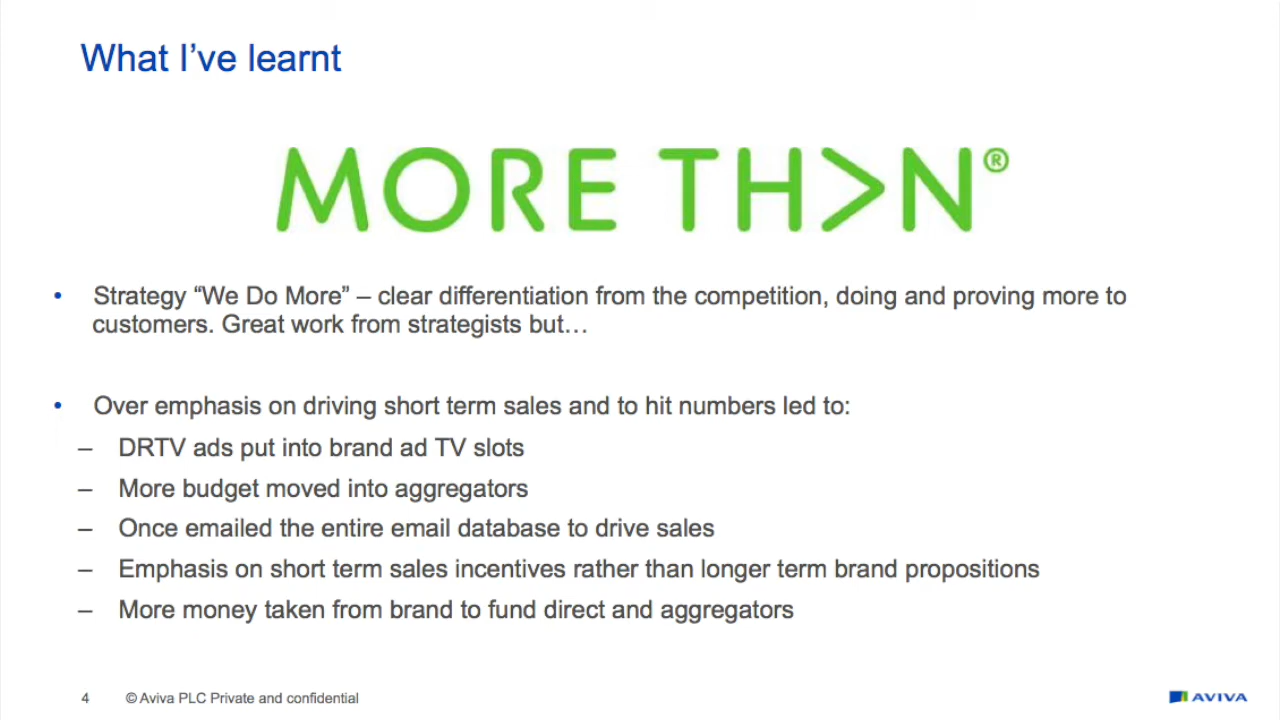 What I’ve learnt
MORE TH>N®
• Strategy “We Do More” – clear differentiation from the competition, doing and proving more to
customers. Great work from strategists but…
• Over emphasis on driving short term sales and to hit numbers led to:
– DRTV ads put into brand ad TV slots
– More budget moved into aggregators
– Once emailed the entire email database to drive sales
– Emphasis on short term sales incentives rather than longer term brand propositions
– More money taken from brand to fund direct and aggregators
4 © Aviva PLC Private and confidential
AVIVA